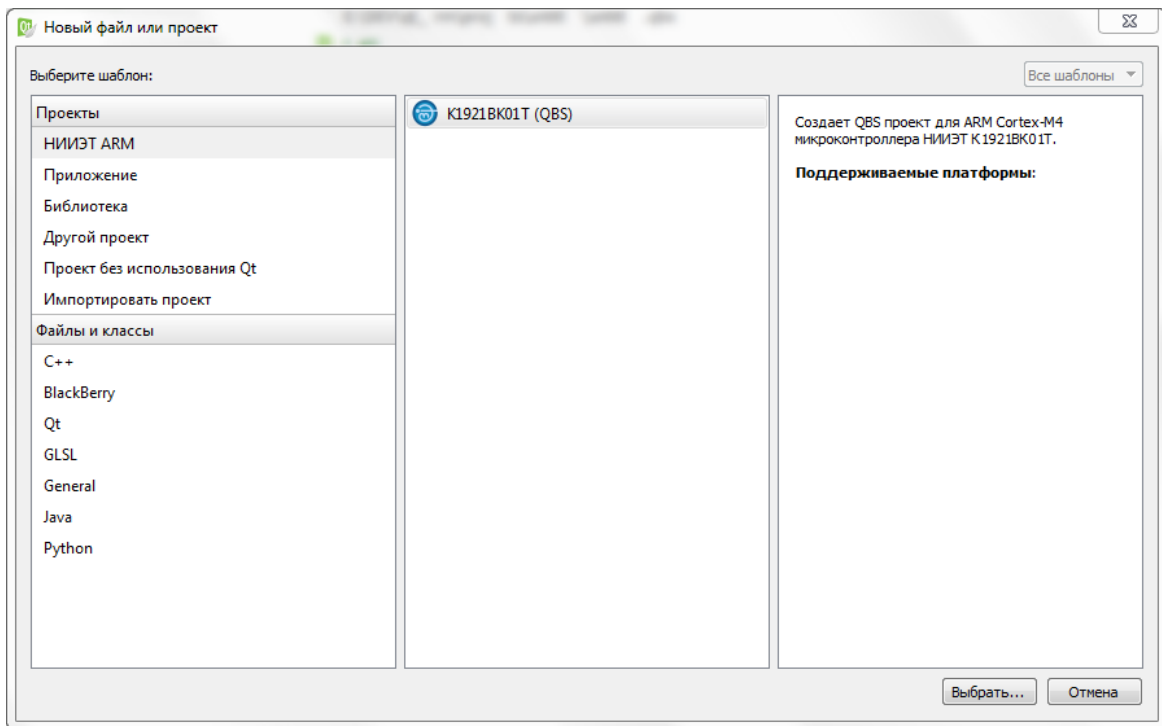 Новый файл или проект
Выберите шаблон:
Все шаблоны
Проекты
НИИЭТ ARM
Приложение
Библиотека
Другой проект
Проект без использования Qt
Импортировать проект
Файлы и классы
C++
BlackBerry
Qt
GLSL
General
Java
Python
K1921BK01T (QBS)
Создает QBS проект для ARM Cortex-M4
микроконтроллера НИИЭТ K1921BK01T.
Поддерживаемые платформы:
Выбрать...
Отмена